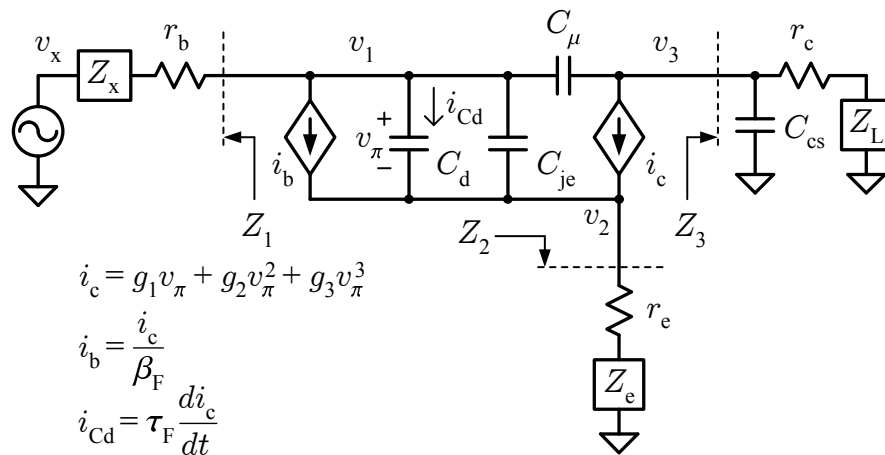 v_x
Z_x
r_b
v_1
C_μ
v_3
r_c
i_b
+
v_π
−
C_d
i_Cd
C_je
i_c
C_cs
Z_L
Z_1
Z_2
v_2
Z_3
r_e
Z_e
i_c = g_1v_π + g_2v_π^2 + g_3v_π^3
i_b = i_c/β_F
i_Cd = τ_F di_c/dt